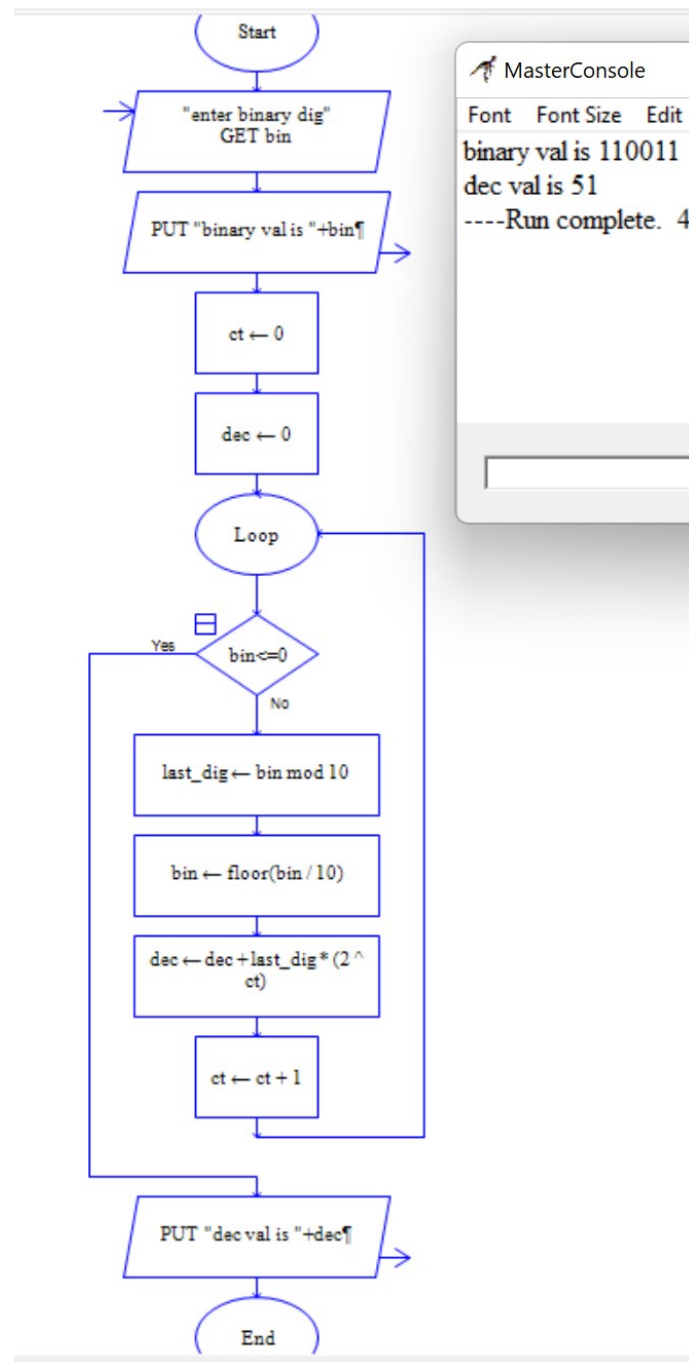 Start
"enter binary dig"
GET bin
PUT "binary val is "+bin¶
ct ← 0
dec ← 0
Loop
bin<=0
Yes
No
last_dig ← bin mod 10
bin ← floor(bin / 10)
dec ← dec+last_dig * (2 ^
ct)
ct ← ct + 1
PUT "dec val is "+dec¶
End
MasterConsole
Font Font Size Edit
binary val is 110011
dec val is 51
----Run complete. 4